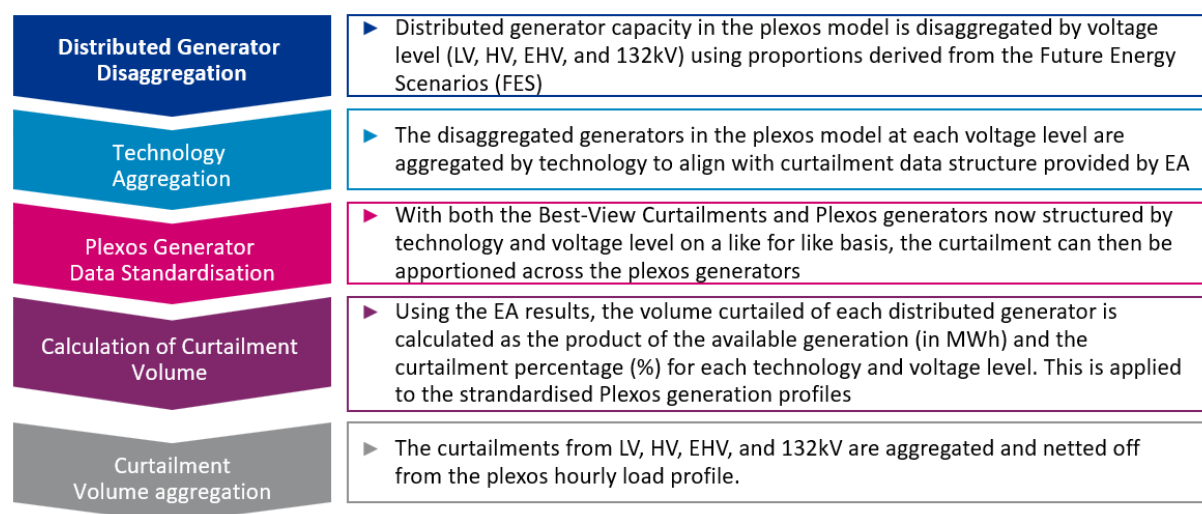 Distributed Generator
Disaggregation
► Distributed generator capacity in the plexos model is disaggregated by voltage
level (LV, HV, EHV, and 132kV) using proportions derived from the Future Energy
Scenarios (FES)
Technology
Aggregation
► The disaggregated generators in the plexos model at each voltage level are
aggregated by technology to align with curtailment data structure provided by EA
Plexos Generator
Data Standardisation
► With both the Best-View Curtailments and Plexos generators now structured by
technology and voltage level on a like for like basis, the curtailment can then be
apportioned across the plexos generators
Calculation of Curtailment
Volume
► Using the EA results, the volume curtailed of each distributed generator is
calculated as the product of the available generation (in MWh) and the
curtailment percentage (%) for each technology and voltage level. This is applied
to the strandardised Plexos generation profiles
Curtailment
Volume aggregation
► The curtailments from LV, HV, EHV, and 132kV are aggregated and netted off
from the plexos hourly load profile.